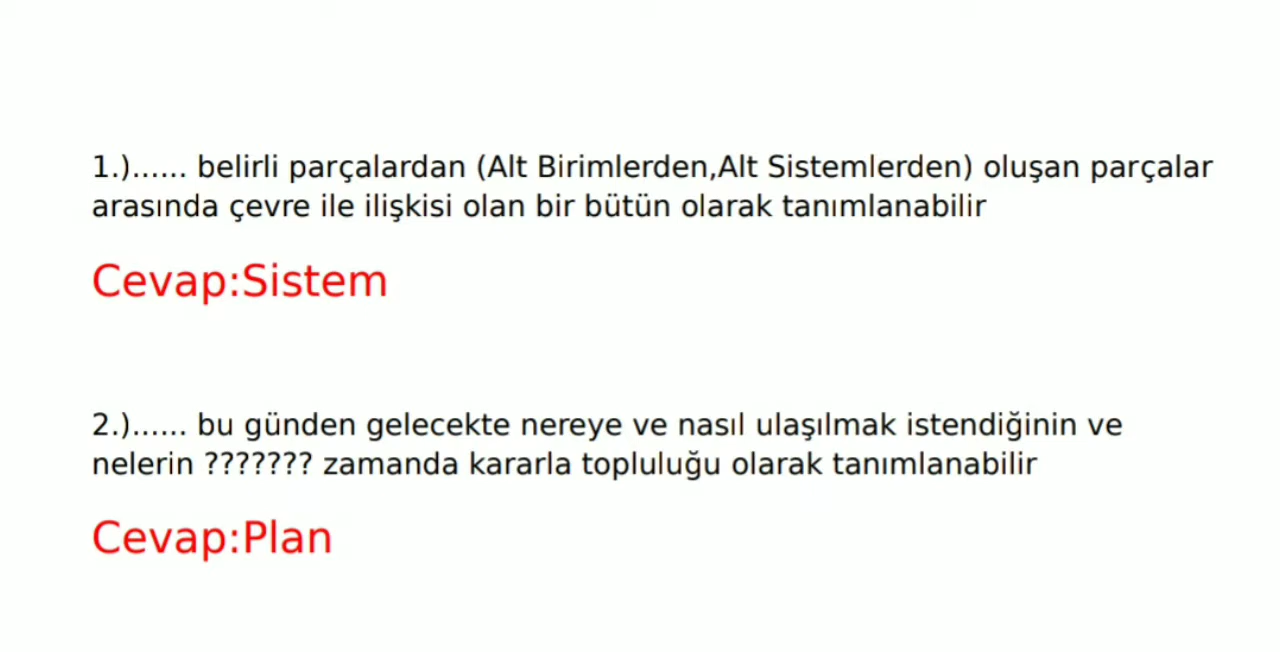 1.)...... belirli parçalardan (Alt Birimlerden,Alt Sistemlerden) oluşan parçalar
arasında çevre ile ilişkisi olan bir bütün olarak tanımlanabilir
Cevap:Sistem
2.)...... bu günden gelecekte nereye ve nasıl ulaşılmak istendiğinin ve
nelerin ??????? zamanda kararla topluluğu olarak tanımlanabilir
Cevap:Plan